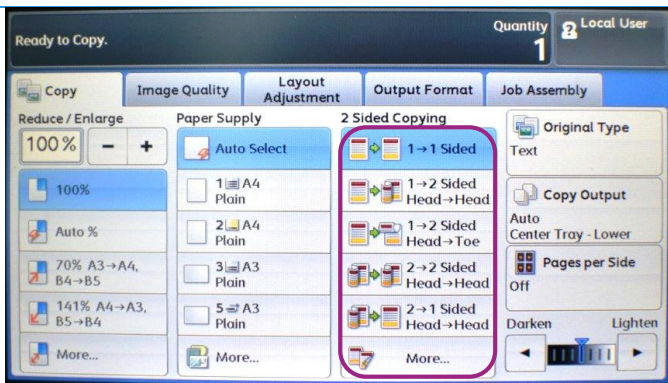 Ready to Copy.
Quantity
1
Local User
Copy
Image Quality
Layout
Adjustment
Output Format
Job Assembly
Reduce / Enlarge
100%
-
+
100%
Auto %
70% A3→A4,
B4→B5
141% A4→A3,
B5→B4
More...
Paper Supply
Auto Select
1 A4
Plain
2 A4
Plain
3 A3
Plain
5 A3
Plain
More...
2 Sided Copying
1→1 Sided
1→2 Sided
Head→Head
1→2 Sided
Head→Toe
2→2 Sided
Head→Head
2→1 Sided
Head→Head
More...
Original Type
Text
Copy Output
Auto
Center Tray - Lower
Pages per Side
Off
Darken Lighten